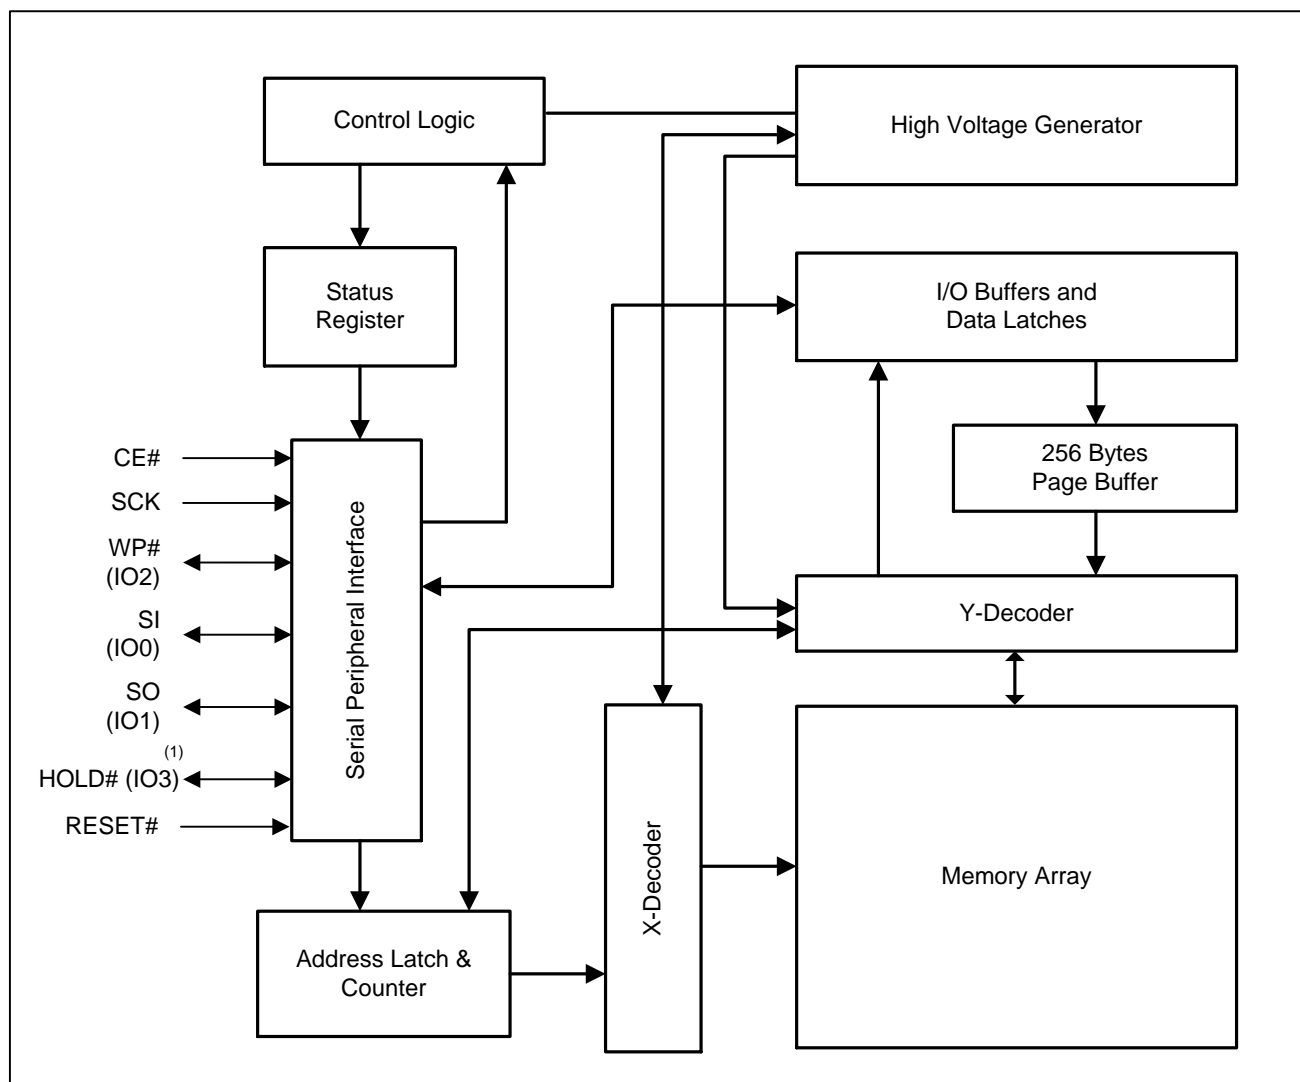 Control Logic
High Voltage Generator
Status
Register
I/O Buffers and
Data Latches
256 Bytes
Page Buffer
CE#
SCK
WP#
(IO2)
SI
(IO0)
SO
(IO1)
(1)
HOLD# (IO3)
RESET#
Serial Peripheral Interface
Y-Decoder
X-Decoder
Memory Array
Address Latch &
Counter